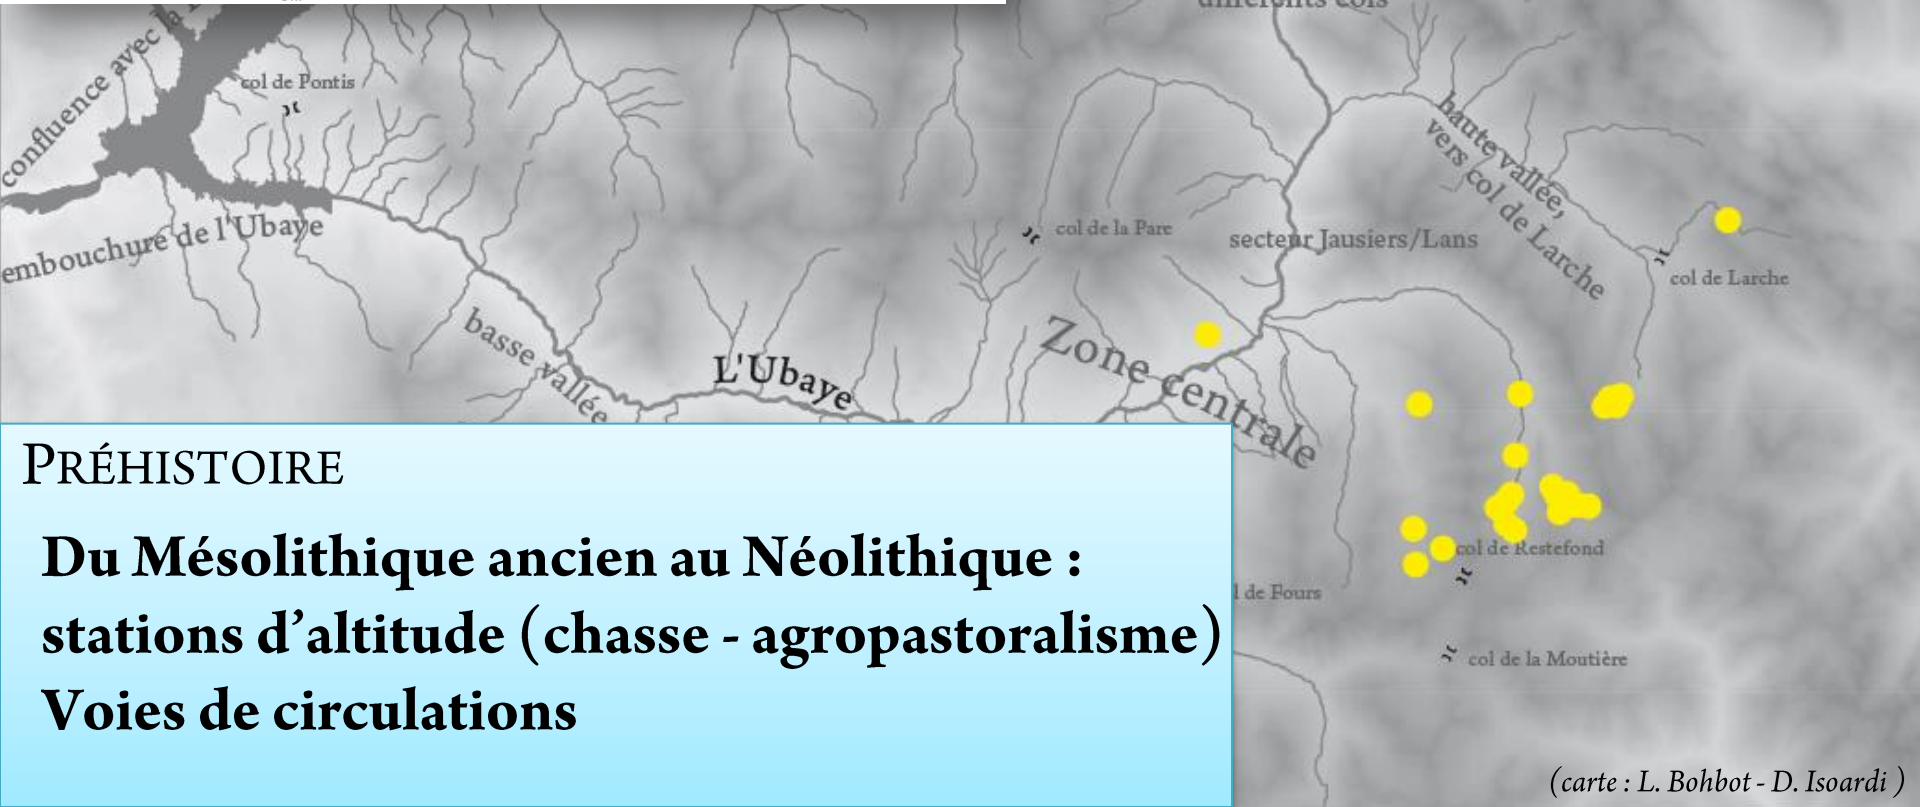 différents cols
confluence avec la
col de Pontis
haute vallée,
vers col de Larche
embouchure de l'Ubaye
col de la Pare
secteur Jausiers/Lans
col de Larche
basse vallée
L'Ubaye
Zone centrale
PRÉHISTOIRE
Du Mésolithique ancien au Néolithique :
stations d’altitude (chasse - agropastoralisme)
Voies de circulations
col de Restefond
de Fours
col de la Moutière
(carte : L. Bohbot - D. Isoardi )